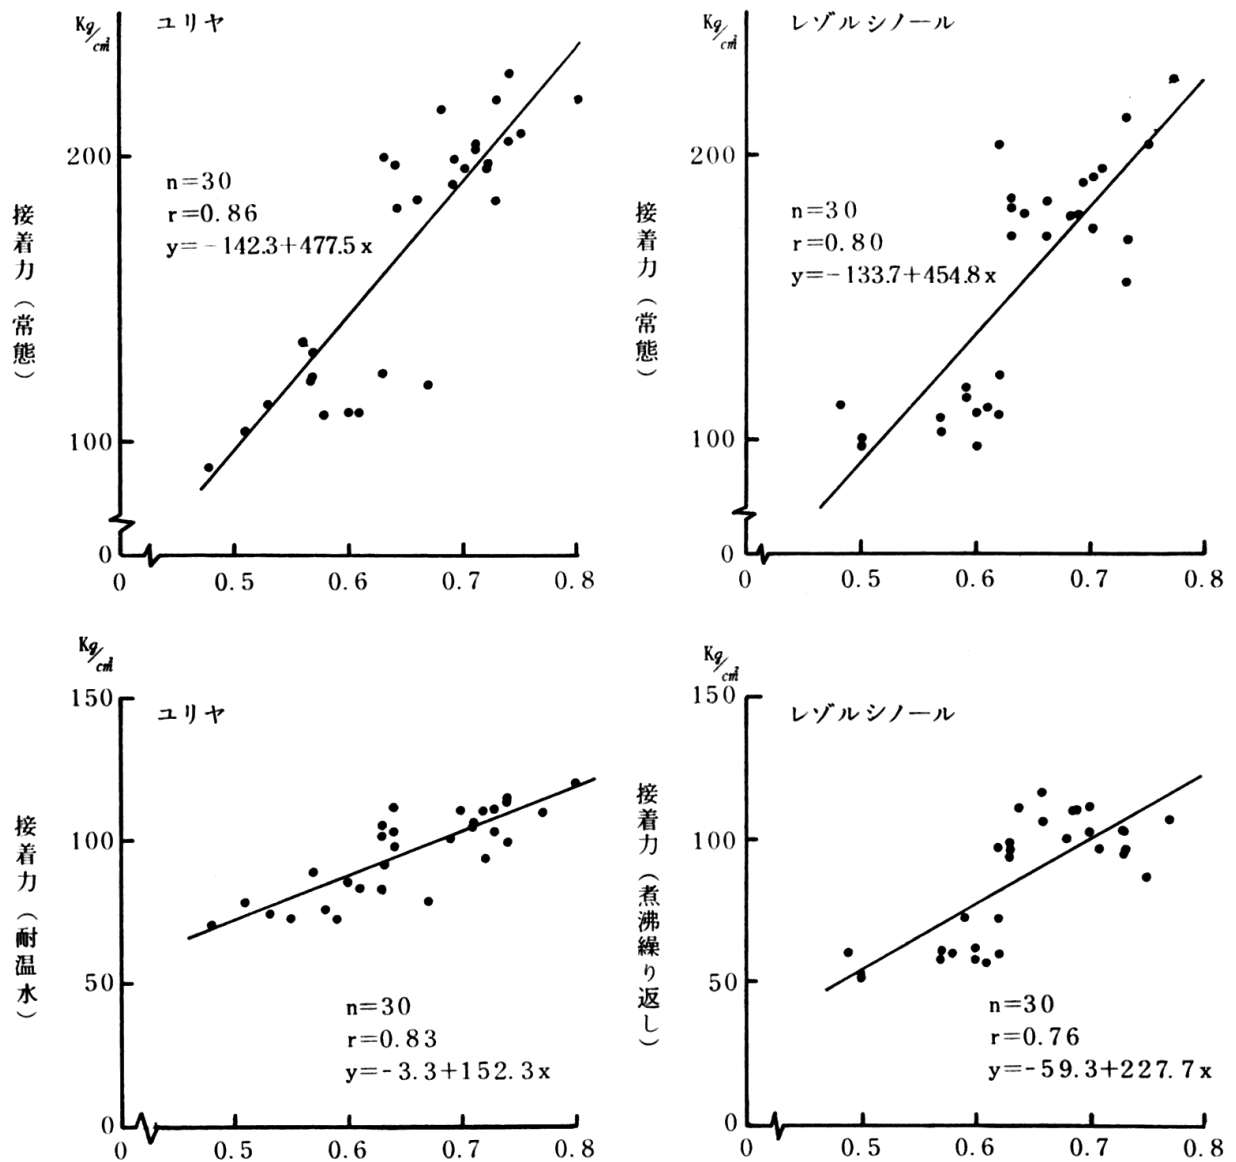 Kg/cm²
ユリヤ
200
100
0
接着力（常態）
n=30
r=0.86
y=-142.3+477.5x
0 0.5 0.6 0.7 0.8
Kg/cm²
レゾルシノール
200
100
0
接着力（常態）
n=30
r=0.80
y=-133.7+454.8x
0 0.5 0.6 0.7 0.8
Kg/cm²
150
ユリヤ
100
50
0
接着力（耐温水）
n=30
r=0.83
y=-3.3+152.3x
0 0.5 0.6 0.7 0.8
Kg/cm²
150
レゾルシノール
100
50
0
接着力（煮沸繰り返し）
n=30
r=0.76
y=-59.3+227.7x
0 0.5 0.6 0.7 0.8